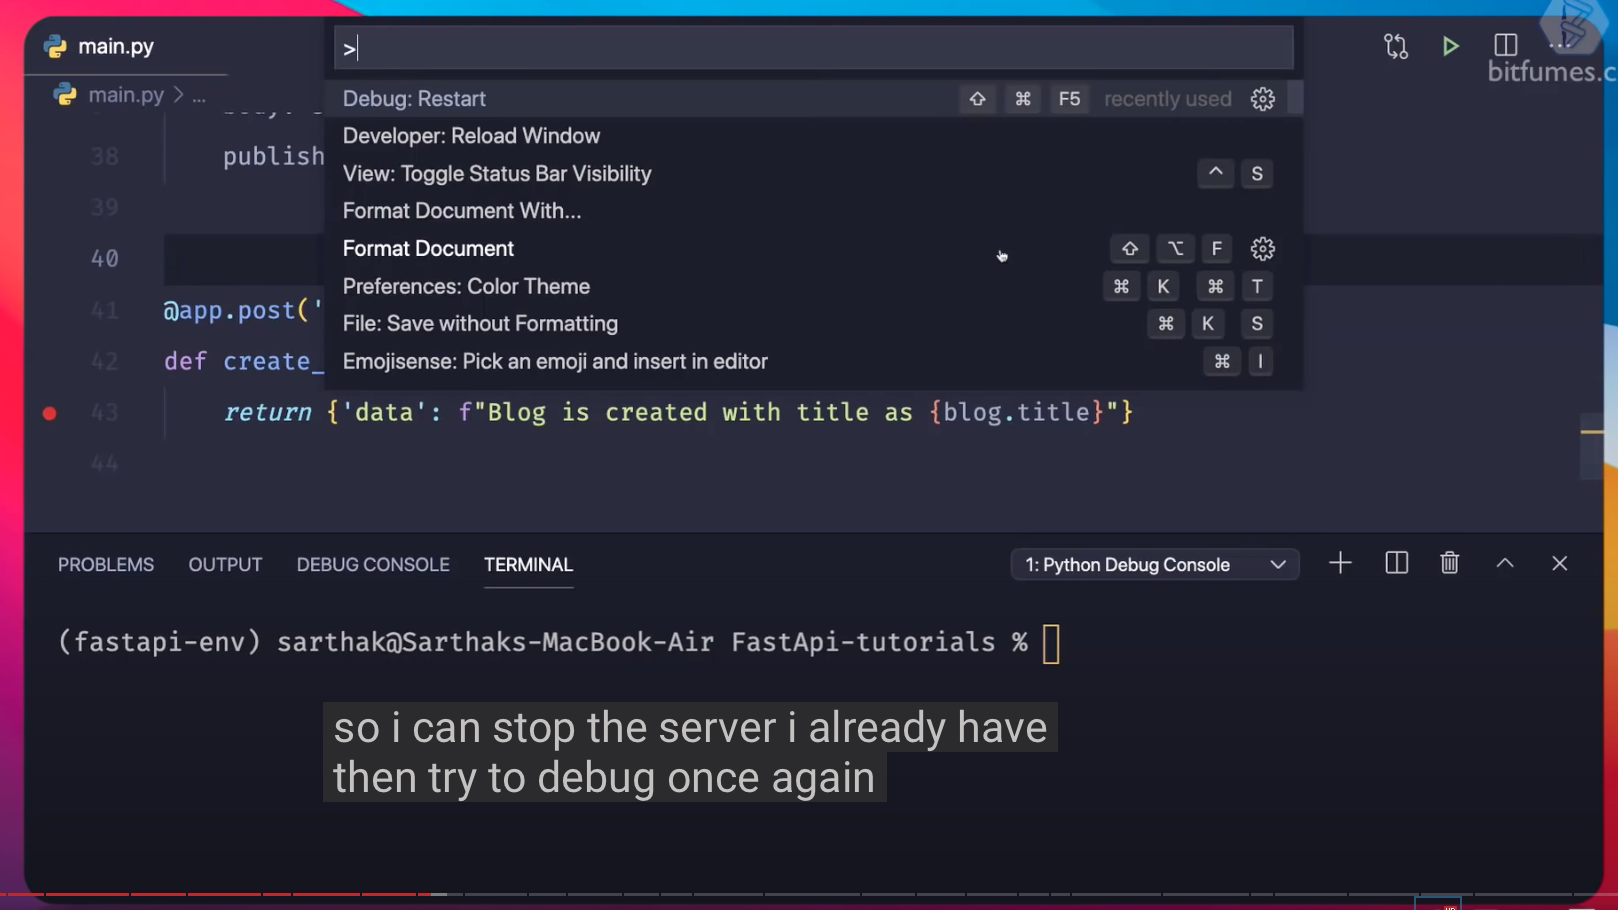 main.py
>
bitfumes.c
main.py > ...
Debug: Restart ⇧ ⌘ F5 recently used
Developer: Reload Window
38 publish
View: Toggle Status Bar Visibility ^ S
39
Format Document With...
40
Format Document ⇧ ⌥ F
Preferences: Color Theme ⌘ K ⌘ T
41 @app.post('
File: Save without Formatting ⌘ K S
42 def create_
Emojisense: Pick an emoji and insert in editor ⌘ I
43 return {'data': f"Blog is created with title as {blog.title}"}
44
PROBLEMS OUTPUT DEBUG CONSOLE TERMINAL 1: Python Debug Console
(fastapi-env) sarthak@Sarthaks-MacBook-Air FastApi-tutorials %
so i can stop the server i already have
then try to debug once again